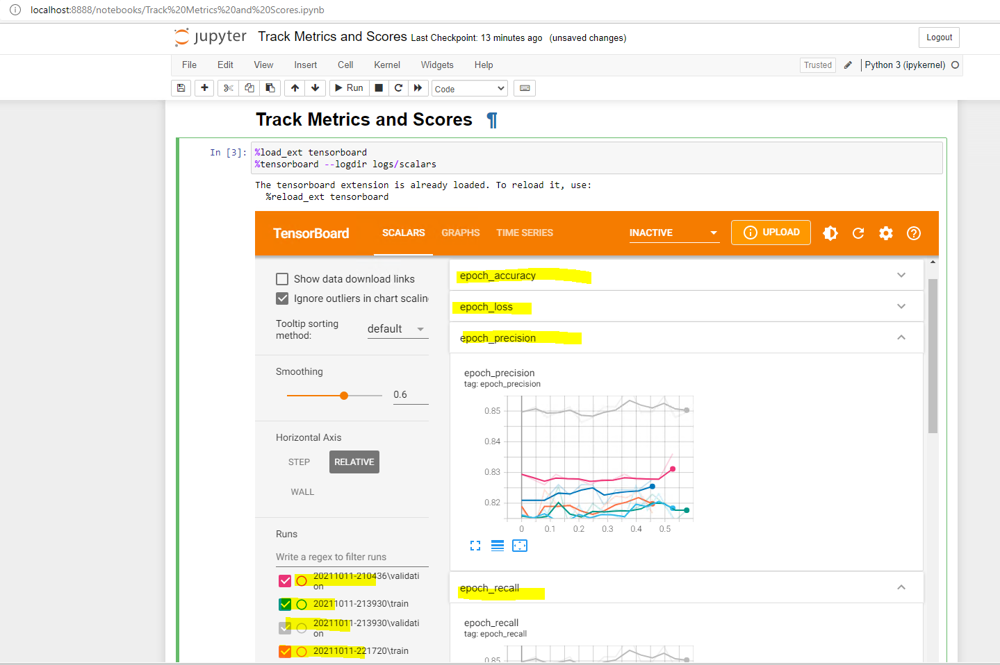 localhost:8888/notebooks/Track%20Metrics%20and%20Scores.ipynb
jupyter Track Metrics and Scores Last Checkpoint: 13 minutes ago (unsaved changes) Logout
File Edit View Insert Cell Kernel Widgets Help Trusted Python 3 (ipykernel)
Run Code
Track Metrics and Scores ¶
In [3]: %load_ext tensorboard
%tensorboard --logdir logs/scalars
The tensorboard extension is already loaded. To reload it, use:
%reload_ext tensorboard
TensorBoard SCALARS GRAPHS TIME SERIES INACTIVE UPLOAD
Show data download links
Ignore outliers in chart scalin
Tooltip sorting
method:
default
Smoothing
0.6
Horizontal Axis
STEP RELATIVE
WALL
Runs
Write a regex to filter runs
20211011-210436\validati
on
20211011-213930\train
20211011-213930\validati
on
20211011-221720\train
epoch_accuracy
epoch_loss
epoch_precision
epoch_precision
tag: epoch_precision
0.85
0.84
0.83
0.82
0 0.1 0.2 0.3 0.4 0.5
epoch_recall
epoch_recall
tag: epoch_recall
0.85